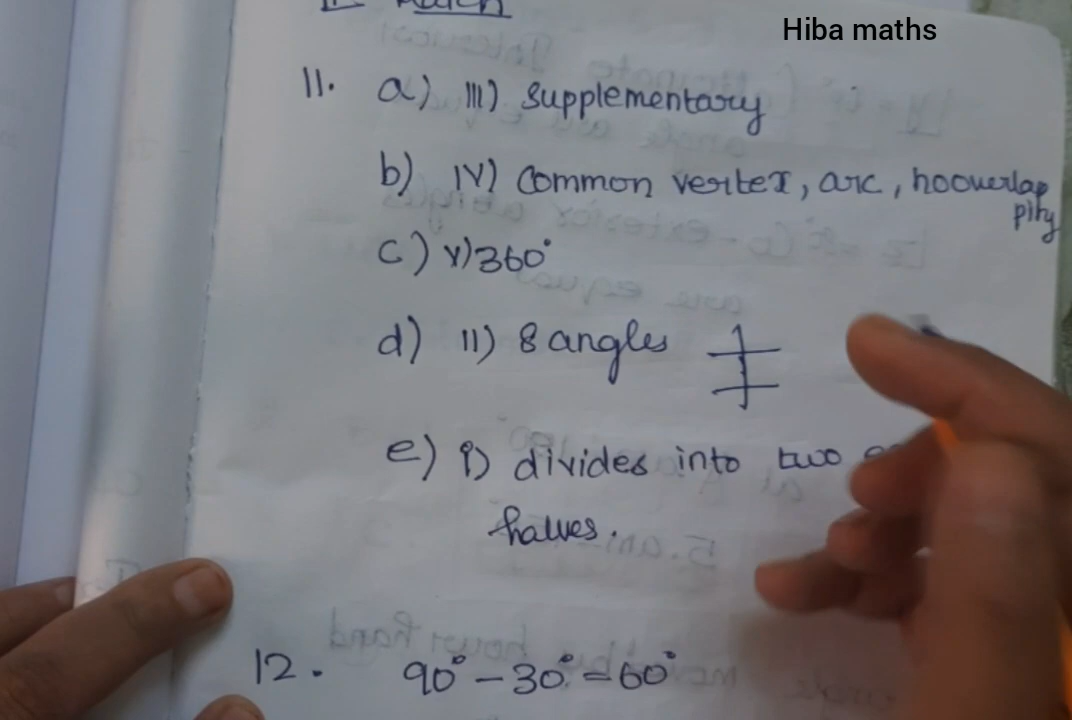 Hiba maths
Match
11. a) III) Supplementary
b) IV) Common vertex, arc, nooverlap
c) V) 360°
d) II) 8 angles
e) i) divides into two
halves.
12. 90° - 30° = 60°